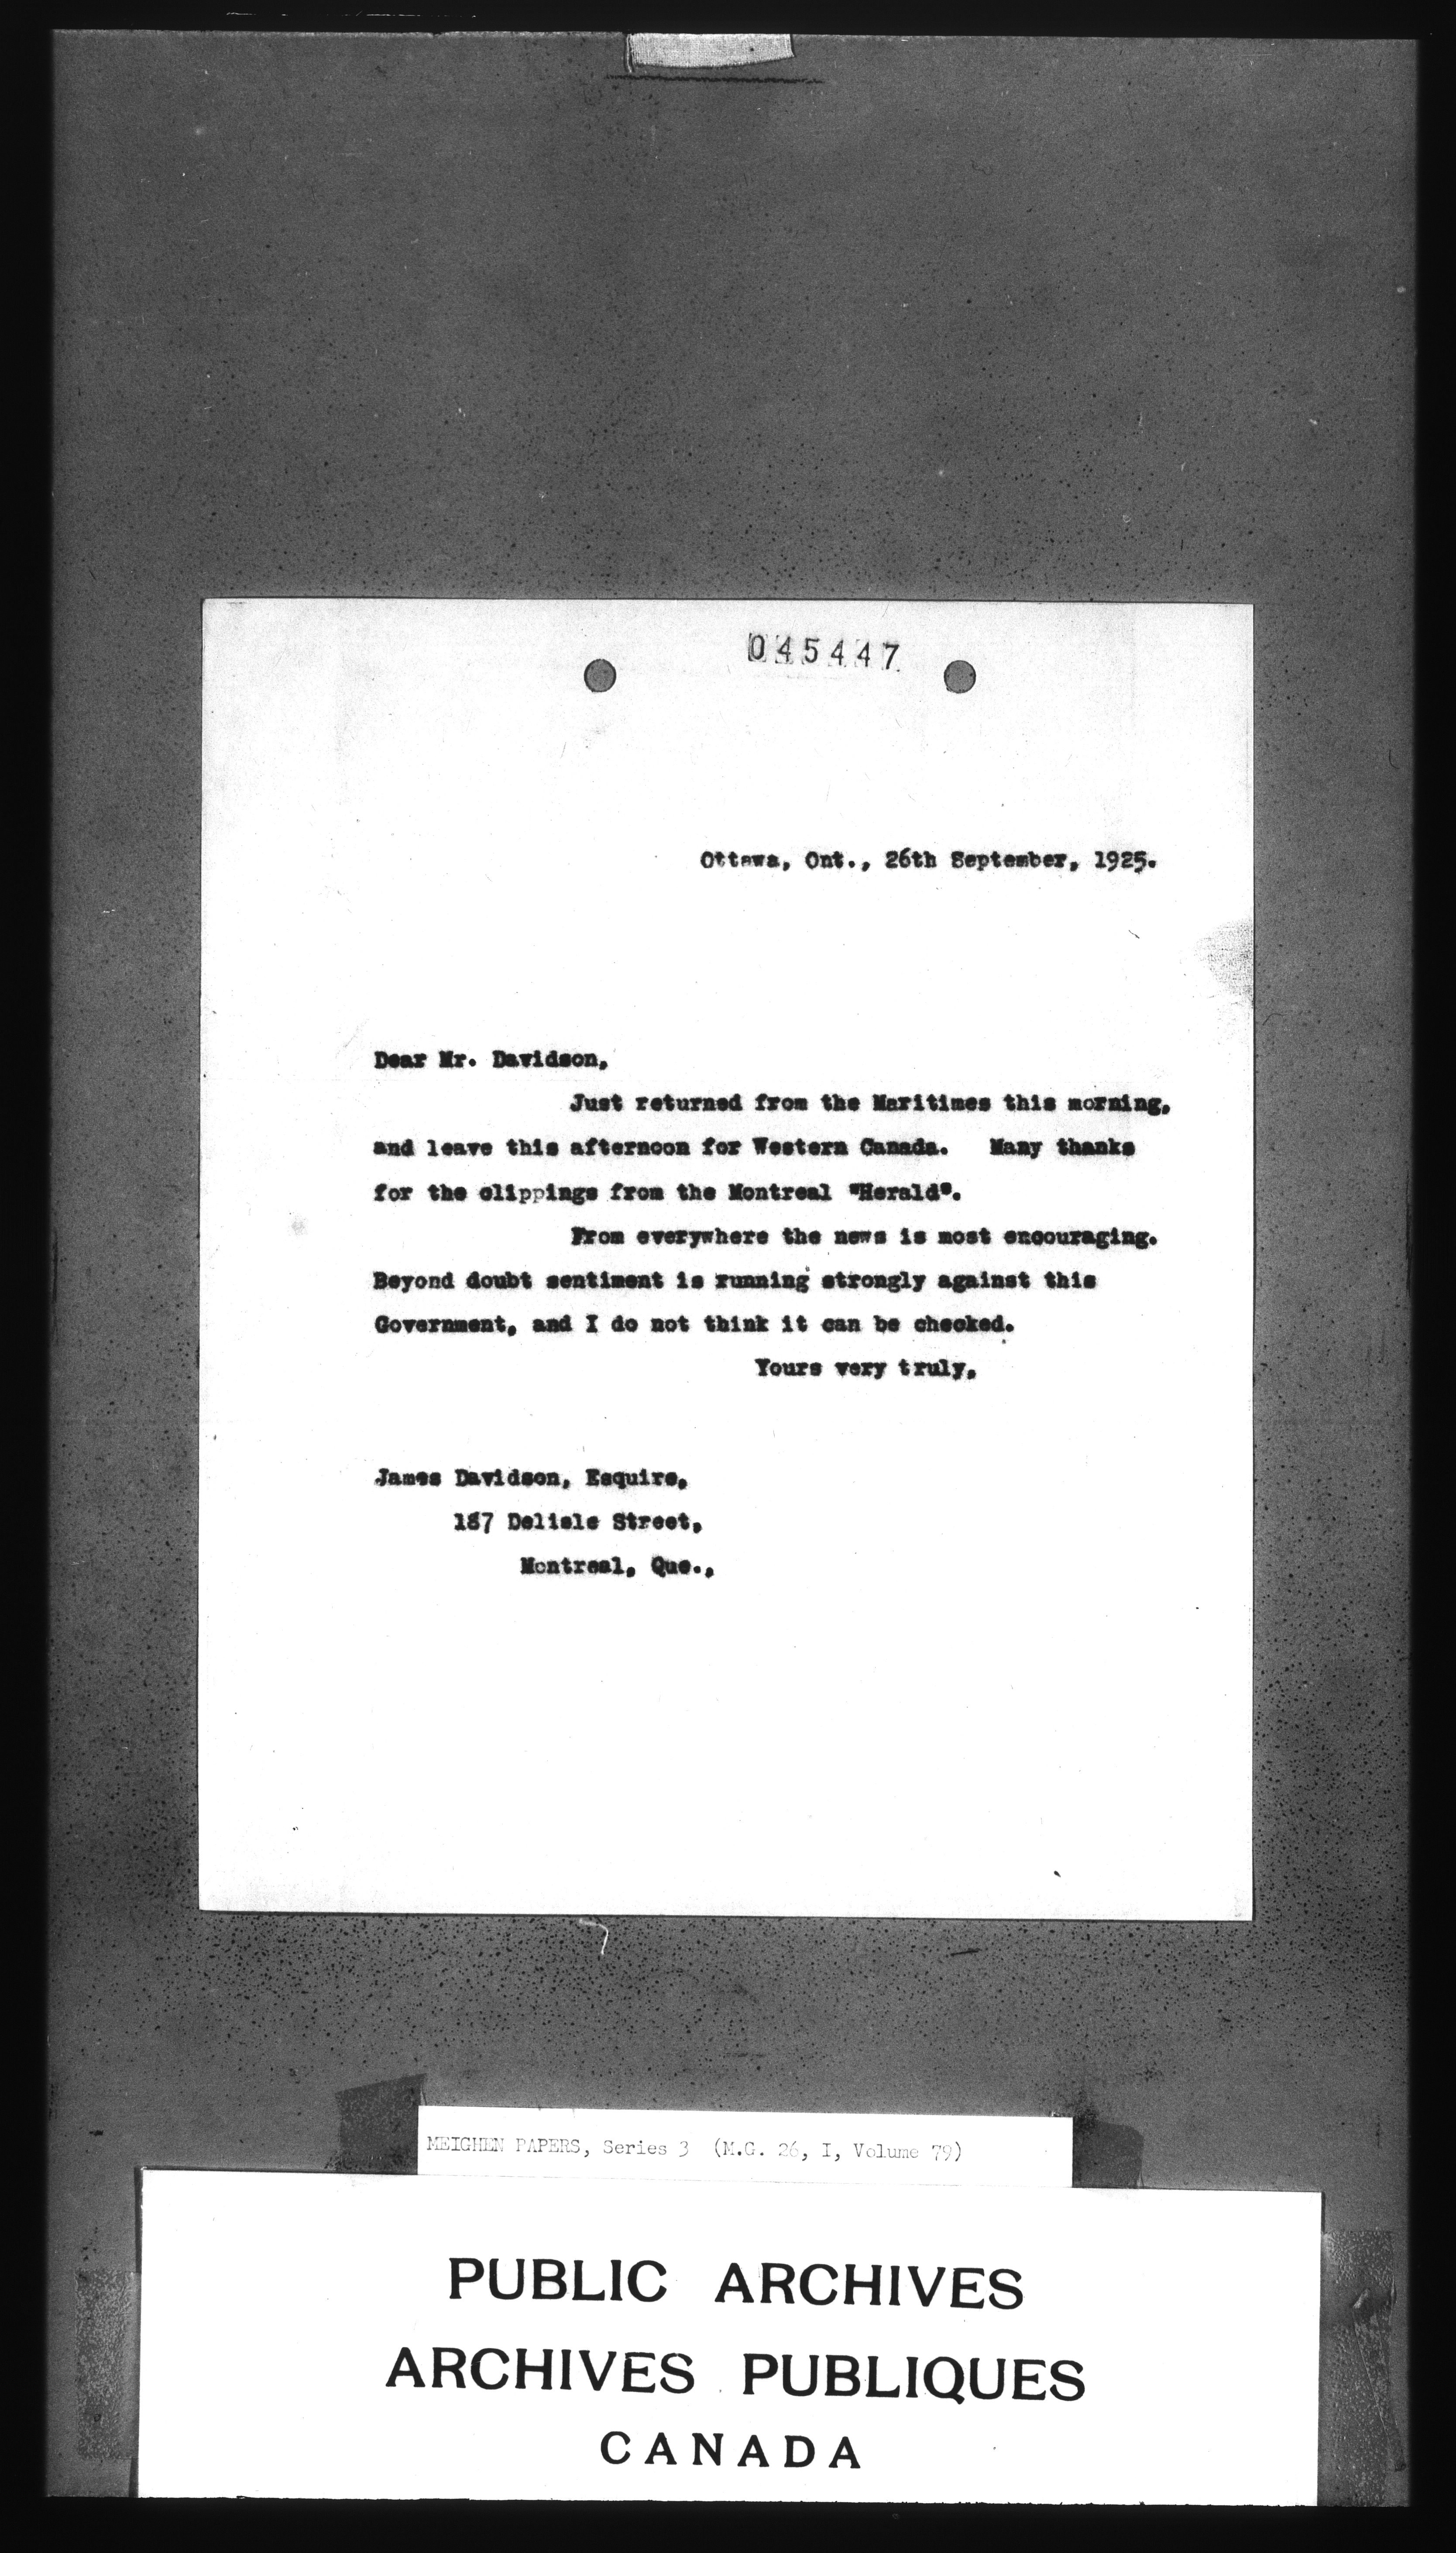 045447
Ottawa, Ont., 26th September, 1925.
Dear Mr. Davidson,
Just returned from the Maritimes this morning,
and leave this afternoon for Western Canada. Many thanks
for the clippings from the Montreal "Herald".
From everywhere the news is most encouraging.
Beyond doubt sentiment is running strongly against this
Government, and I do not think it can be checked.
Yours very truly,
James Davidson, Esquire,
187 Delisle Street,
Montreal, Que.,
MEIGHEN PAPERS, Series 3 (M.G. 26, I, Volume 79)
PUBLIC ARCHIVES
ARCHIVES PUBLIQUES
CANADA